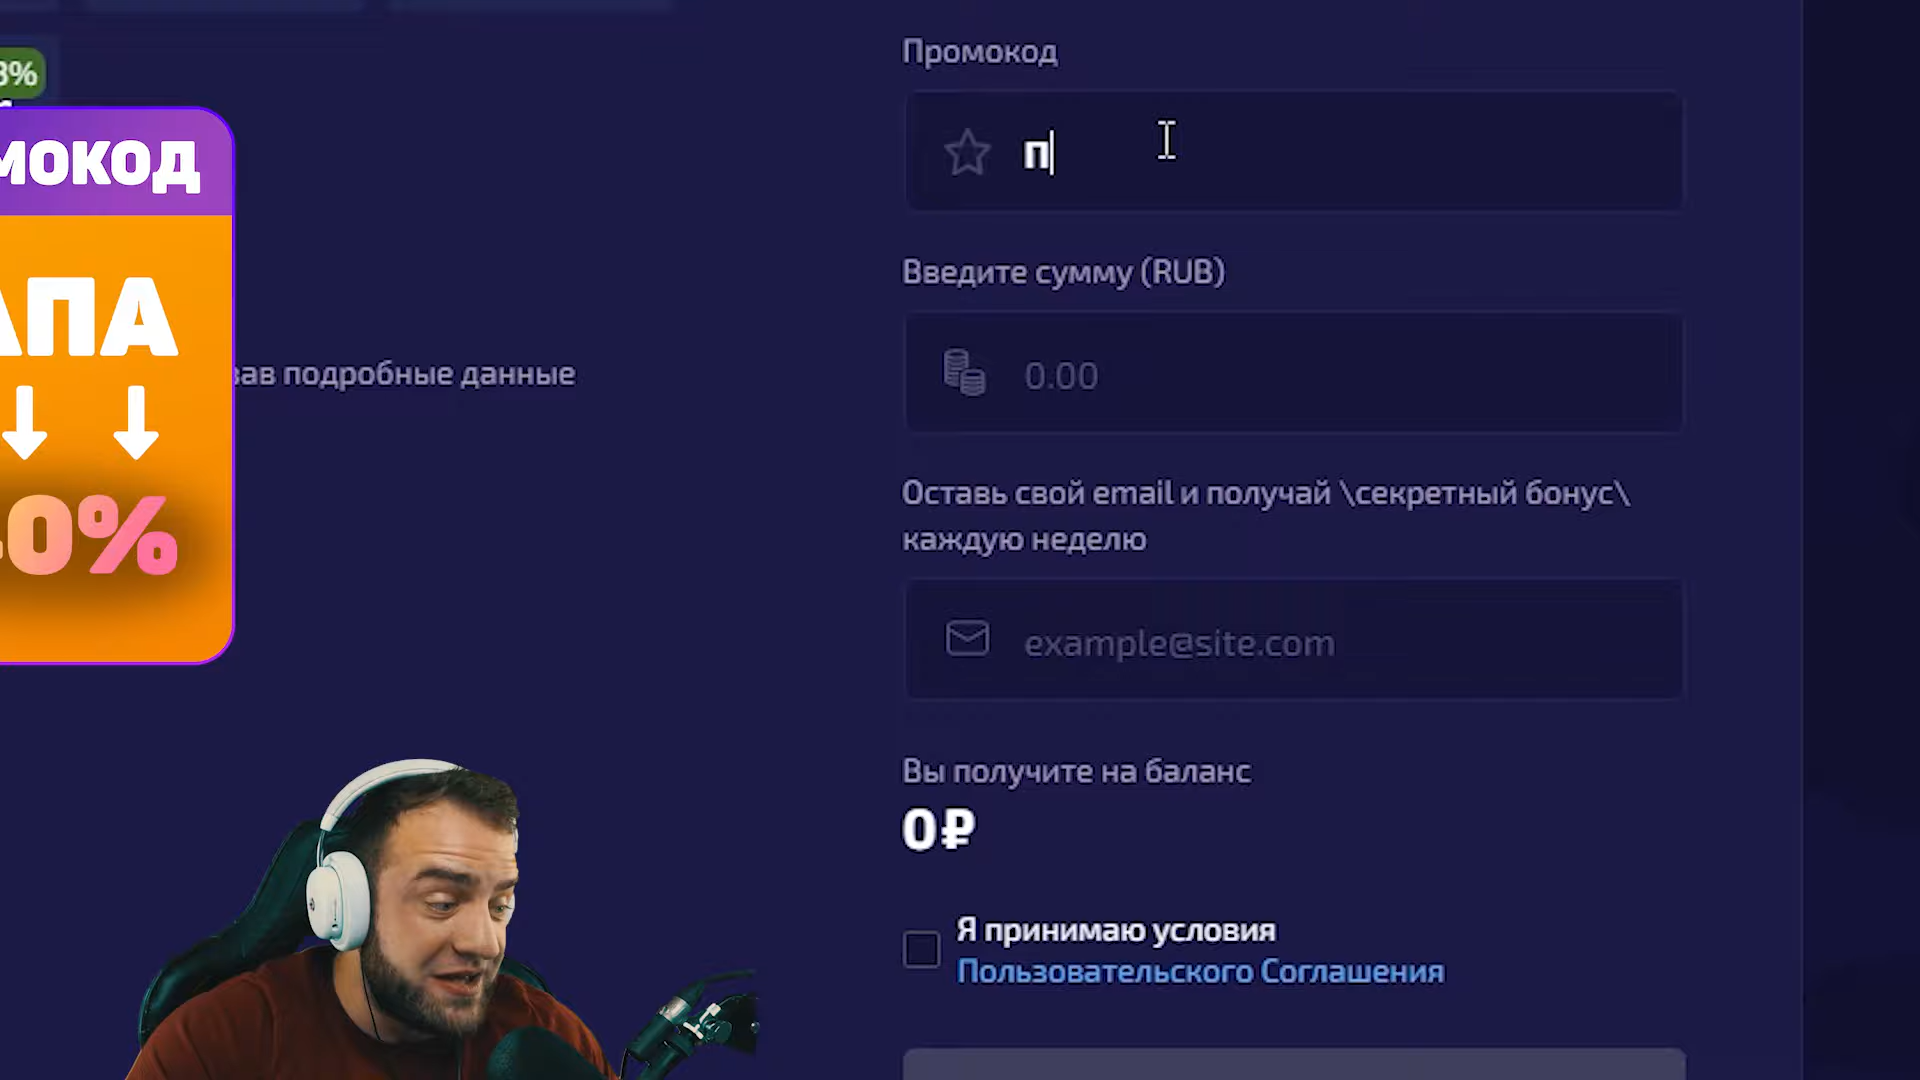 Промокод
3%
МОКОД
П
АПА
Введите сумму (RUB)
0.00
зав подробные данные
0%
Оставь свой email и получай \секретный бонус\
каждую неделю
example@site.com
Вы получите на баланс
0₽
Я принимаю условия
Пользовательского Соглашения